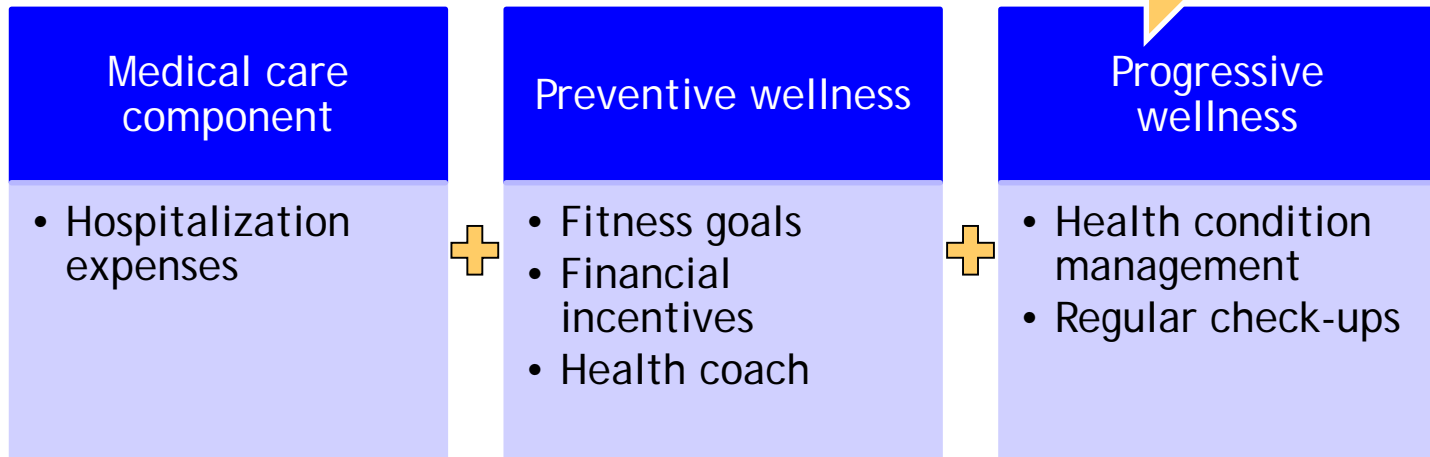 Medical care
component
• Hospitalization
expenses
Preventive wellness
• Fitness goals
• Financial
incentives
• Health coach
Progressive
wellness
• Health condition
management
• Regular check-ups